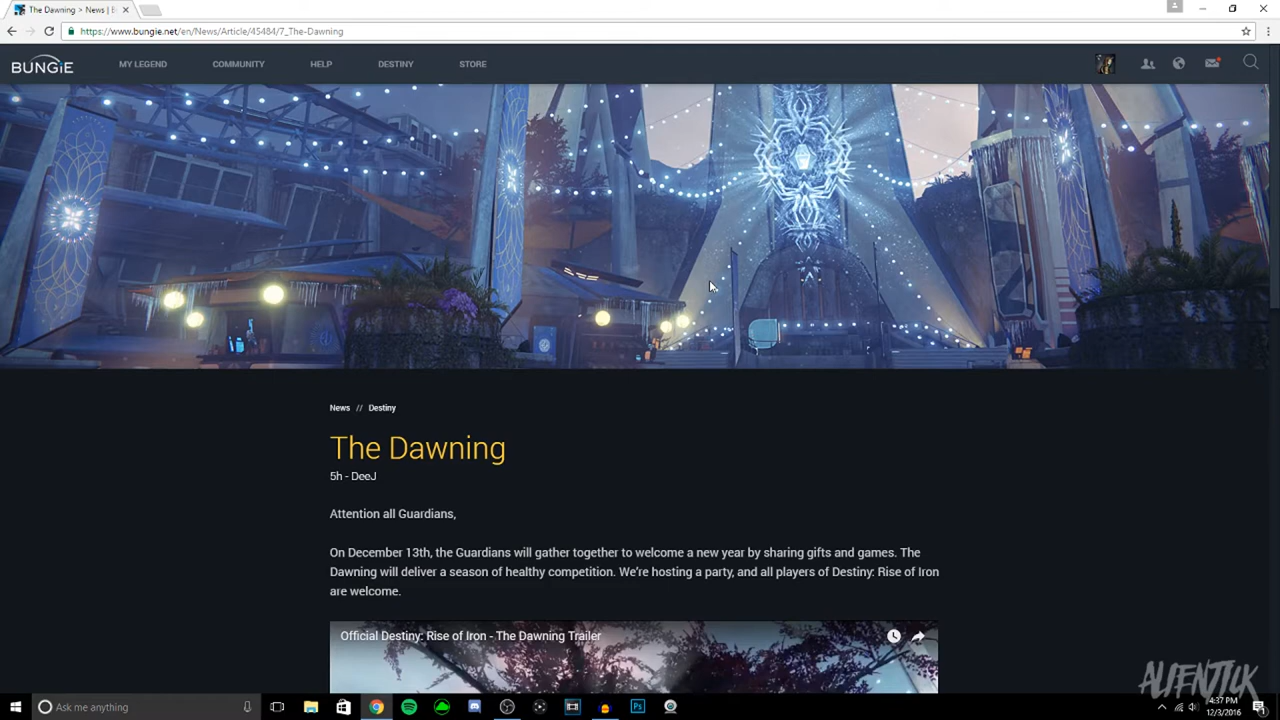 The Dawning > News | B
https://www.bungie.net/en/News/Article/45484/7_The-Dawning
BUNGiE
MY LEGEND
COMMUNITY
HELP
DESTINY
STORE
News // Destiny
The Dawning
5h - DeeJ
Attention all Guardians,
On December 13th, the Guardians will gather together to welcome a new year by sharing gifts and games. The
Dawning will deliver a season of healthy competition. We're hosting a party, and all players of Destiny: Rise of Iron
are welcome.
Official Destiny: Rise of Iron - The Dawning Trailer
ALIENJICK
Ask me anything
Ps
4:37 PM
12/3/2016
1